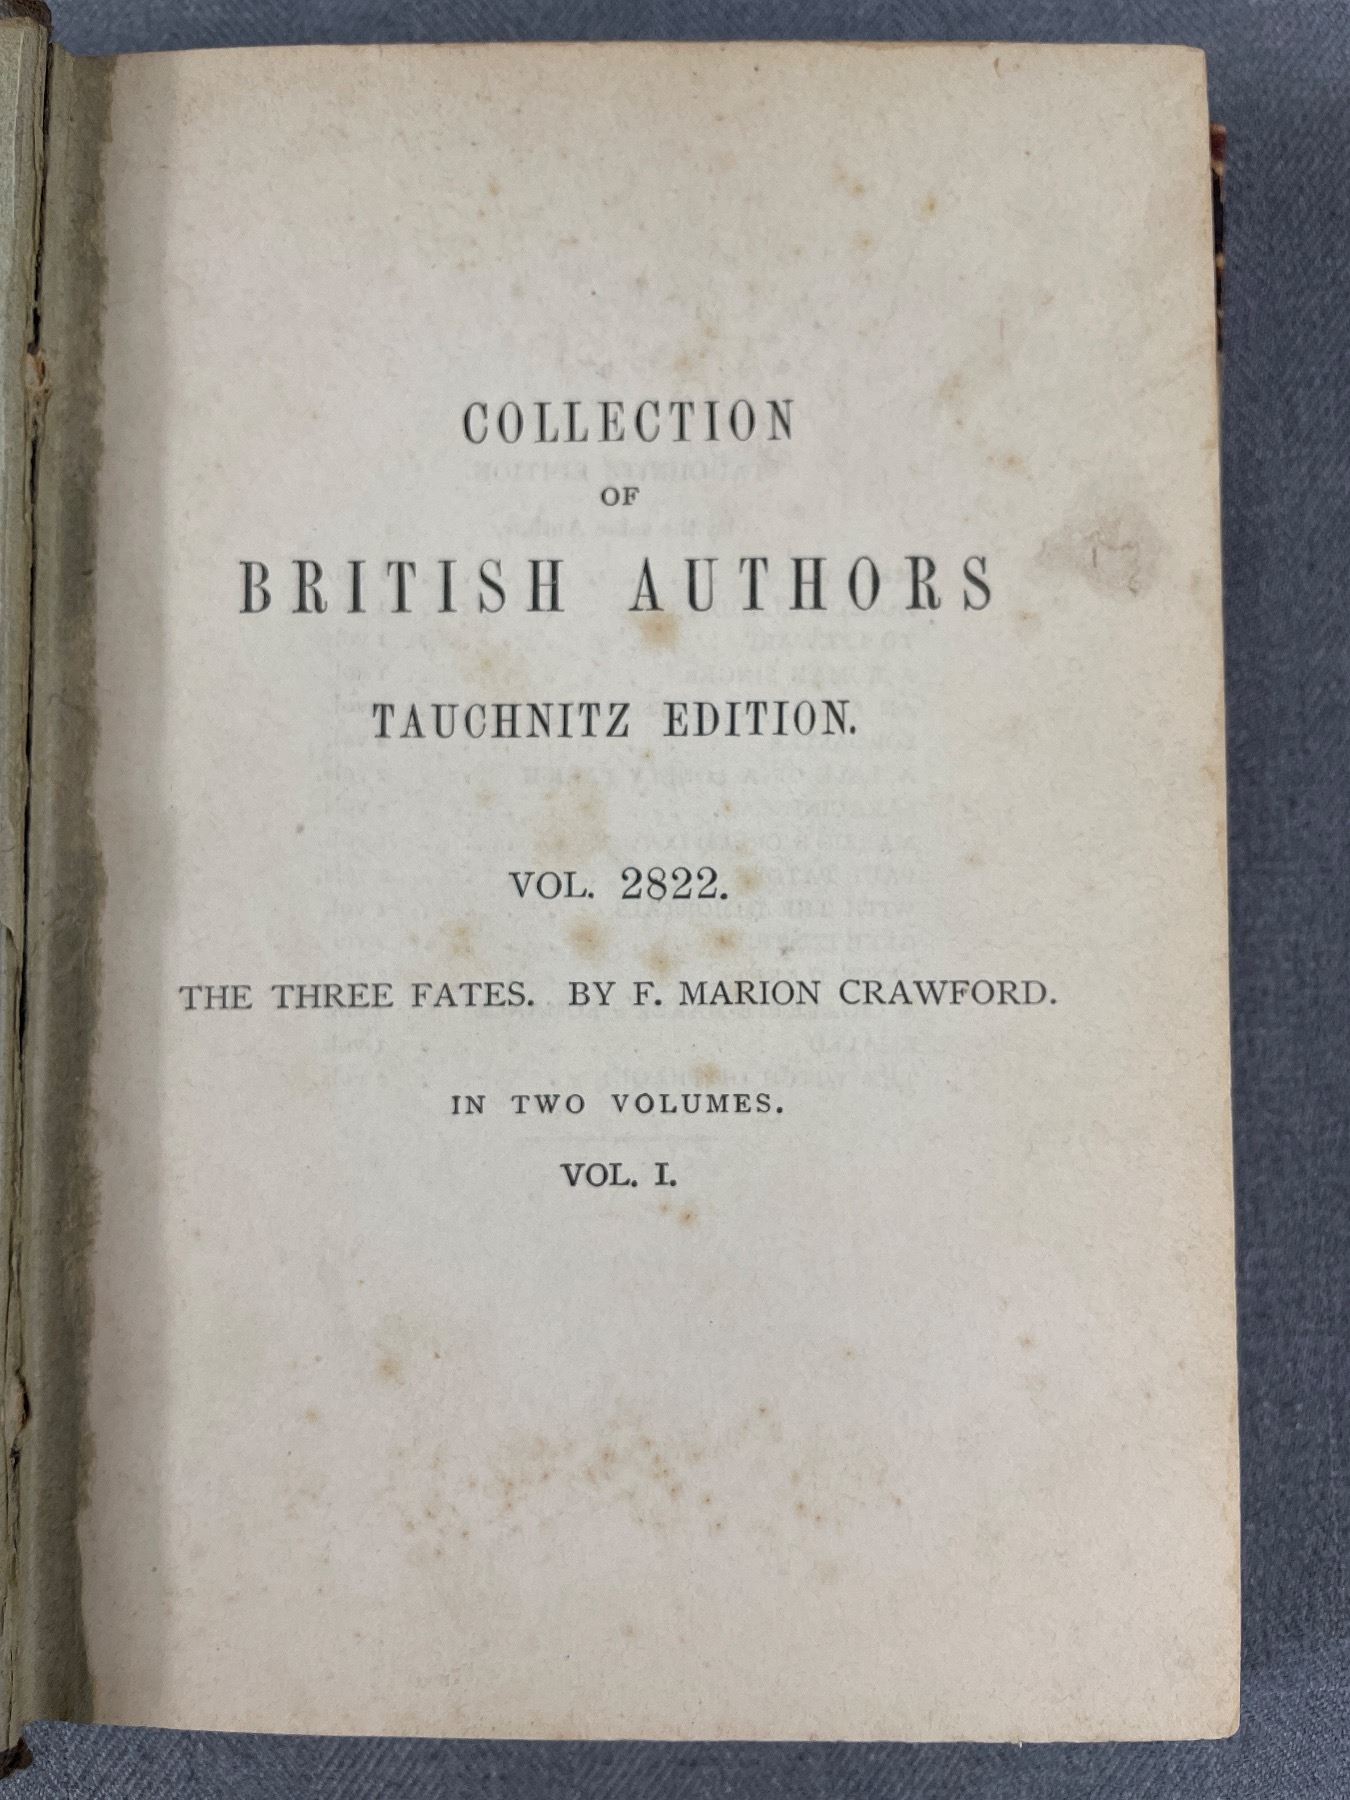 COLLECTION
OF
BRITISH AUTHORS
TAUCHNITZ EDITION.
VOL. 2822.
THE THREE FATES. BY F. MARION CRAWFORD.
IN TWO VOLUMES.
VOL. I.